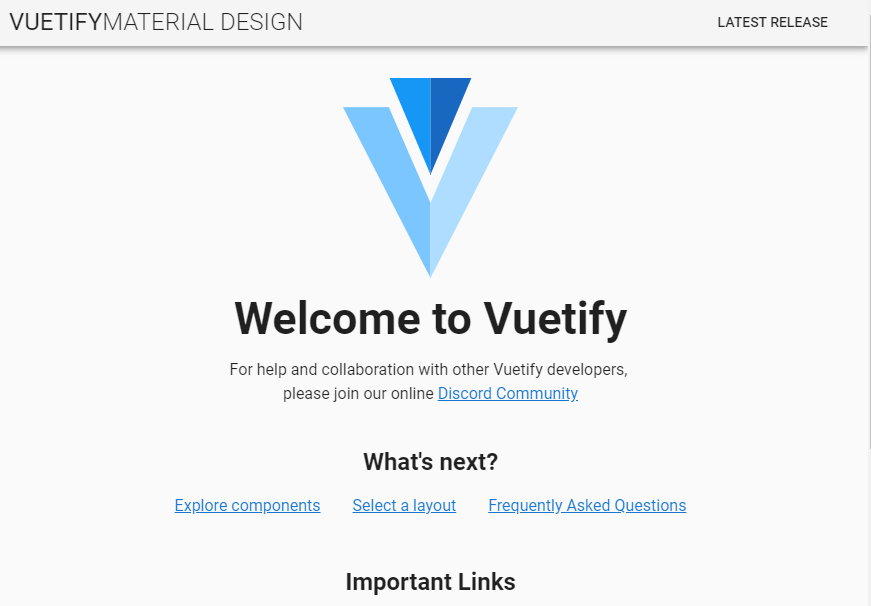 VUETIFYMATERIAL DESIGN
LATEST RELEASE
Welcome to Vuetify
For help and collaboration with other Vuetify developers,
please join our online Discord Community
What's next?
Explore components Select a layout Frequently Asked Questions
Important Links